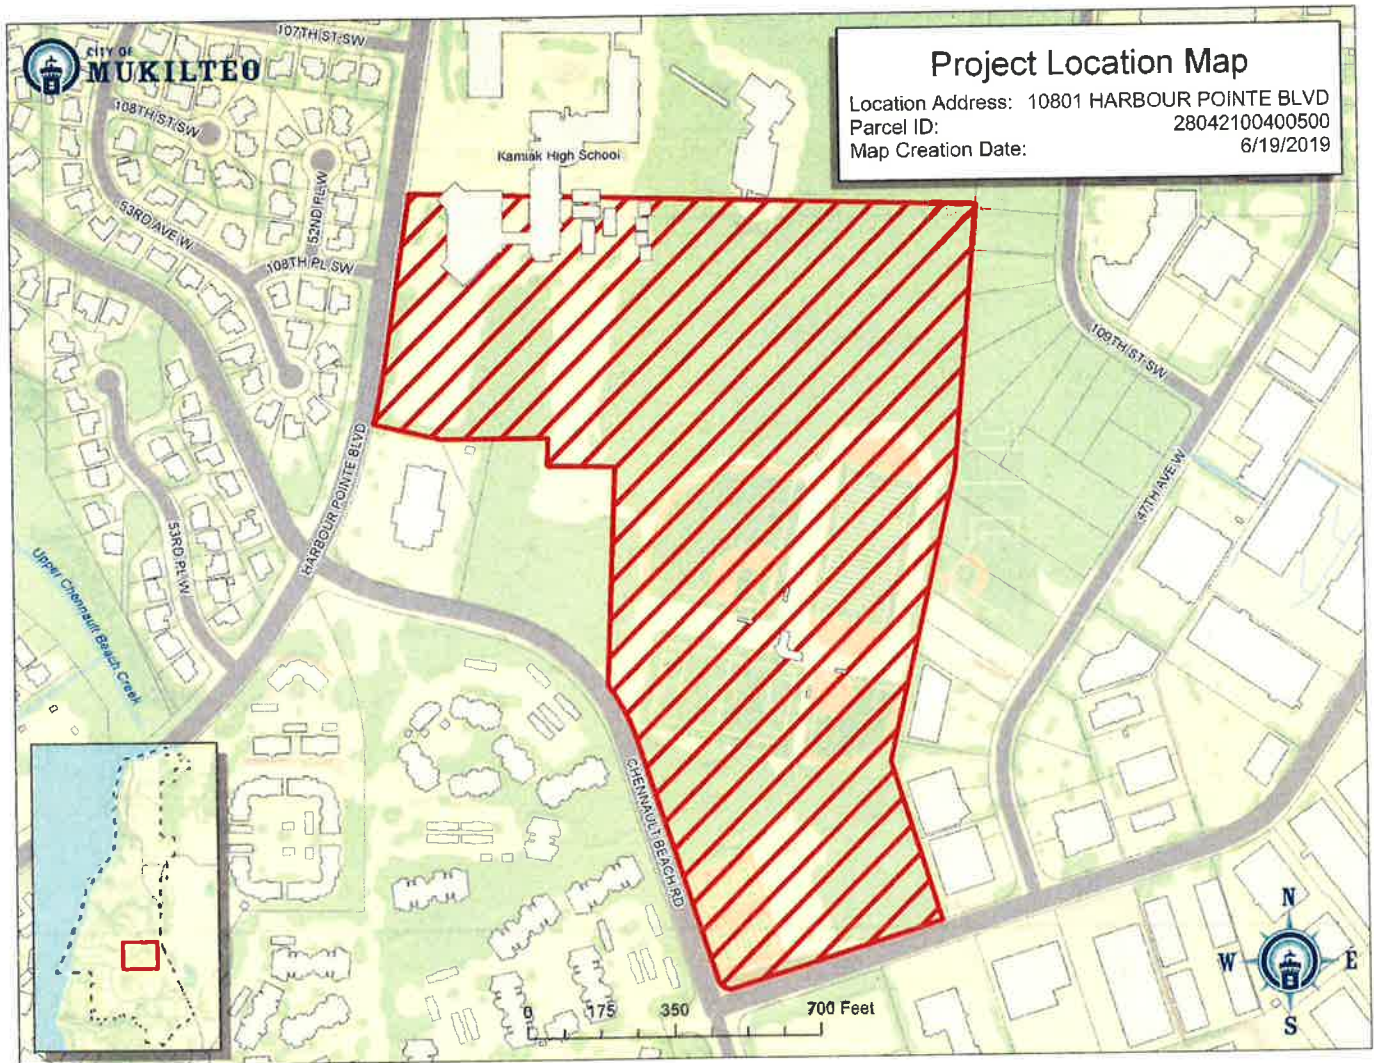 CITY OF
MUKILTEO
Project Location Map
Location Address: 10801 HARBOUR POINTE BLVD
Parcel ID: 28042100400500
Map Creation Date: 6/19/2019
107TH ST SW
108TH ST SW
Kamiak High School
52ND PL W
53RD AVE W
108TH PL SW
109TH ST SW
HARBOUR POINTE BLVD
47TH AVE W
53RD PL W
Upper Chennault Beach Creek
CHENNAULT BEACH RD
N
W
E
S
0 175 350 700 Feet